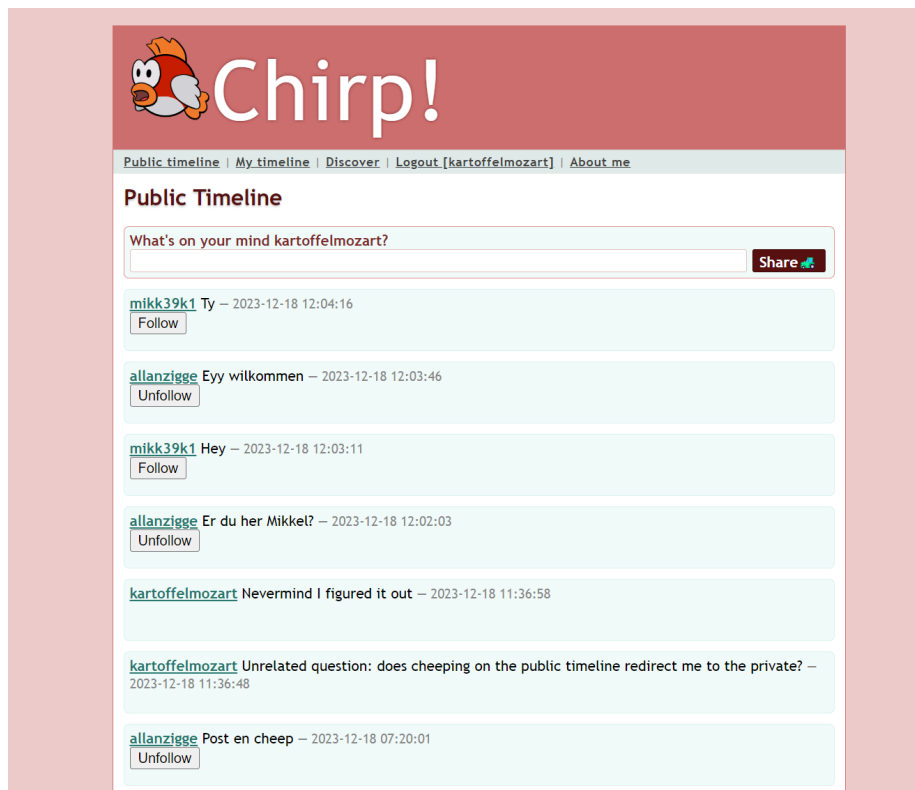 Chirp!
Public timeline | My timeline | Discover | Logout [kartoffelmozart] | About me
Public Timeline
What's on your mind kartoffelmozart?
Share
mikk39k1 Ty — 2023-12-18 12:04:16
Follow
allanzigge Eyy wilkommen — 2023-12-18 12:03:46
Unfollow
mikk39k1 Hey — 2023-12-18 12:03:11
Follow
allanzigge Er du her Mikkel? — 2023-12-18 12:02:03
Unfollow
kartoffelmozart Nevermind I figured it out — 2023-12-18 11:36:58
kartoffelmozart Unrelated question: does cheeping on the public timeline redirect me to the private? —
2023-12-18 11:36:48
allanzigge Post en cheep — 2023-12-18 07:20:01
Unfollow